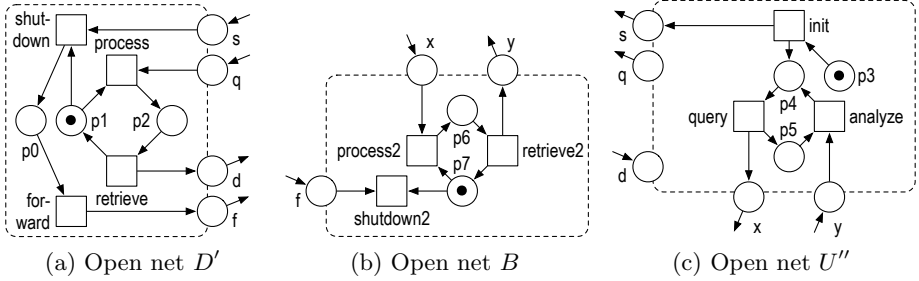 shut-
down
process
s
q
p0
p1
p2
d
for-
ward
retrieve
f
(a) Open net D′
x
y
p6
process2
p7
retrieve2
f
shutdown2
(b) Open net B
s
init
q
p3
p4
query
p5
analyze
d
x
y
(c) Open net U′′